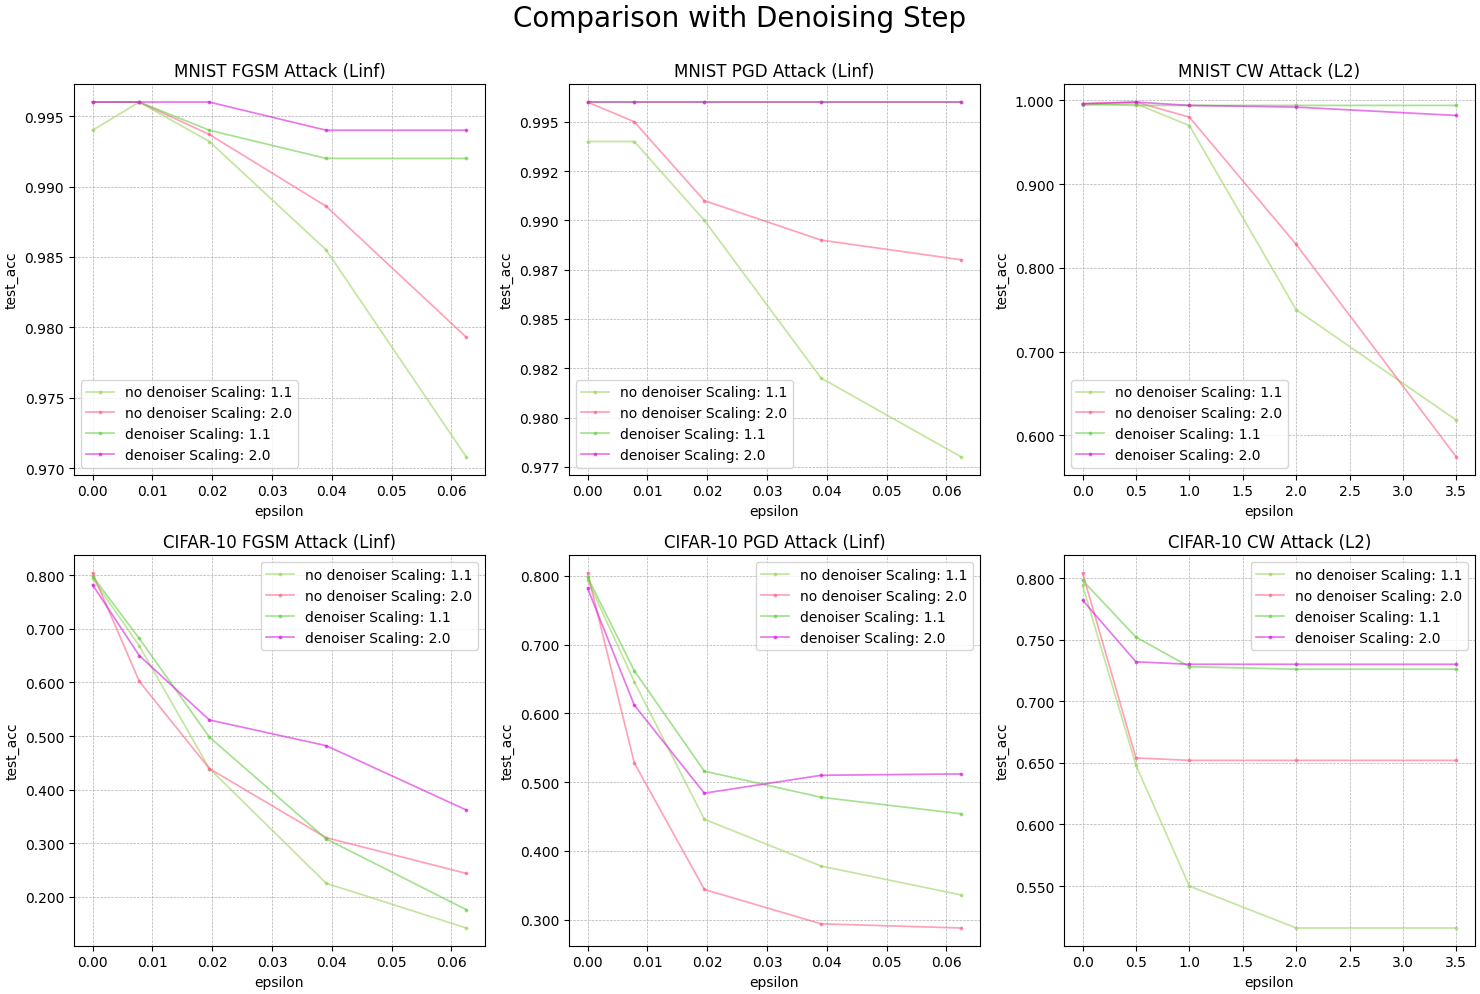 Comparison with Denoising Step
MNIST FGSM Attack (Linf)
test_acc
0.995
0.990
0.985
0.980
0.975
0.970
no denoiser Scaling: 1.1
no denoiser Scaling: 2.0
denoiser Scaling: 1.1
denoiser Scaling: 2.0
0.00 0.01 0.02 0.03 0.04 0.05 0.06
epsilon
MNIST PGD Attack (Linf)
test_acc
0.995
0.992
0.990
0.987
0.985
0.982
0.980
0.977
no denoiser Scaling: 1.1
no denoiser Scaling: 2.0
denoiser Scaling: 1.1
denoiser Scaling: 2.0
0.00 0.01 0.02 0.03 0.04 0.05 0.06
epsilon
MNIST CW Attack (L2)
test_acc
1.000
0.900
0.800
0.700
0.600
no denoiser Scaling: 1.1
no denoiser Scaling: 2.0
denoiser Scaling: 1.1
denoiser Scaling: 2.0
0.0 0.5 1.0 1.5 2.0 2.5 3.0 3.5
epsilon
CIFAR-10 FGSM Attack (Linf)
test_acc
0.800
0.700
0.600
0.500
0.400
0.300
0.200
no denoiser Scaling: 1.1
no denoiser Scaling: 2.0
denoiser Scaling: 1.1
denoiser Scaling: 2.0
0.00 0.01 0.02 0.03 0.04 0.05 0.06
epsilon
CIFAR-10 PGD Attack (Linf)
test_acc
0.800
0.700
0.600
0.500
0.400
0.300
no denoiser Scaling: 1.1
no denoiser Scaling: 2.0
denoiser Scaling: 1.1
denoiser Scaling: 2.0
0.00 0.01 0.02 0.03 0.04 0.05 0.06
epsilon
CIFAR-10 CW Attack (L2)
test_acc
0.800
0.750
0.700
0.650
0.600
0.550
no denoiser Scaling: 1.1
no denoiser Scaling: 2.0
denoiser Scaling: 1.1
denoiser Scaling: 2.0
0.0 0.5 1.0 1.5 2.0 2.5 3.0 3.5
epsilon